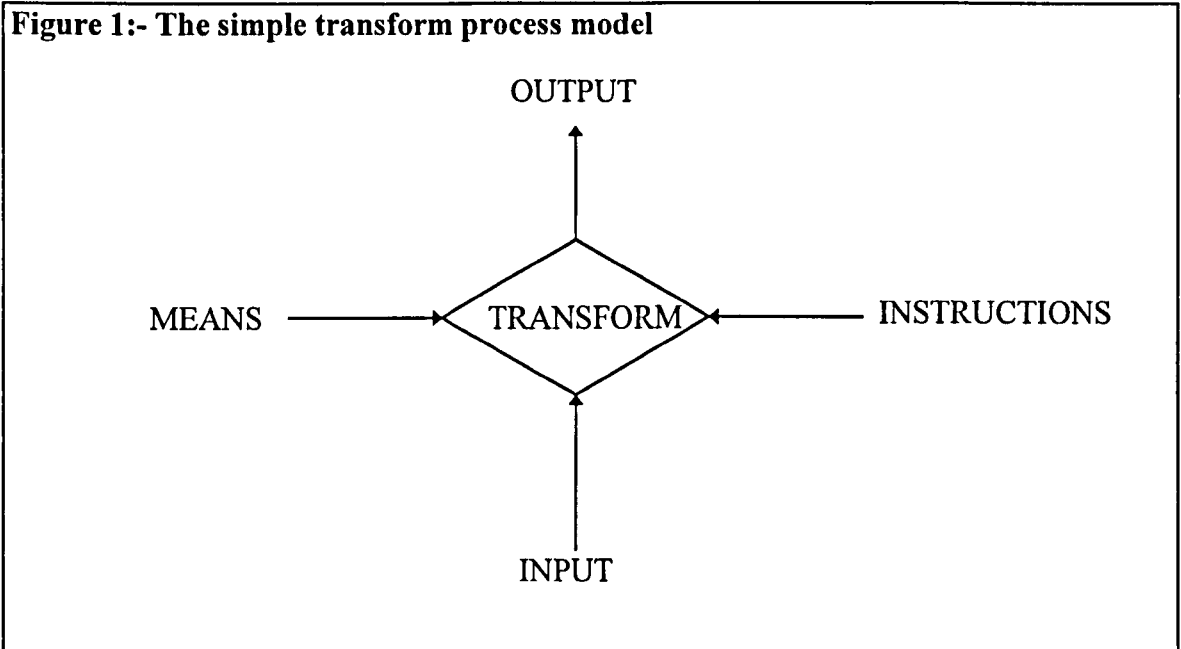 Figure 1:- The simple transform process model
OUTPUT
MEANS
TRANSFORM
INSTRUCTIONS
INPUT